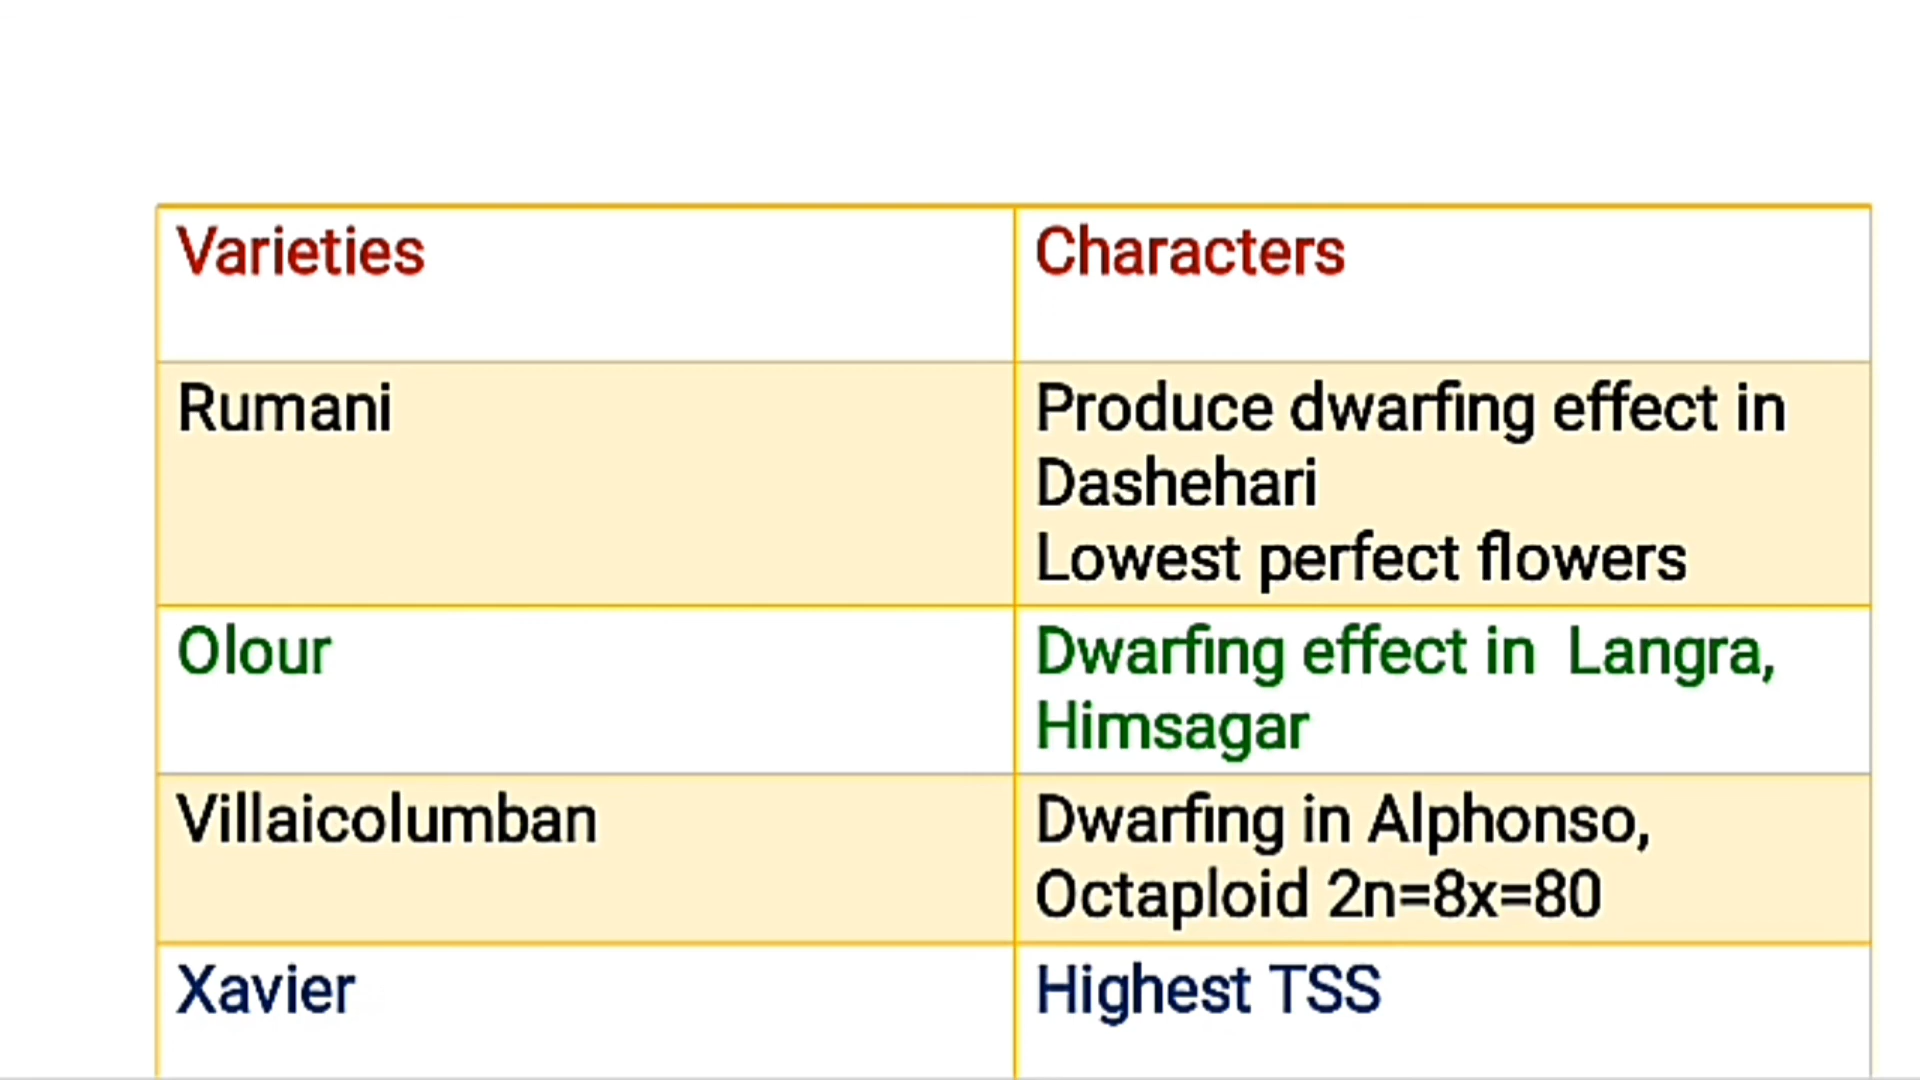 Varieties
Characters
Rumani
Produce dwarfing effect in
Dashehari
Lowest perfect flowers
Olour
Dwarfing effect in  Langra,
Himsagar
Villaicolumban
Dwarfing in Alphonso,
Octaploid 2n=8x=80
Xavier
Highest TSS